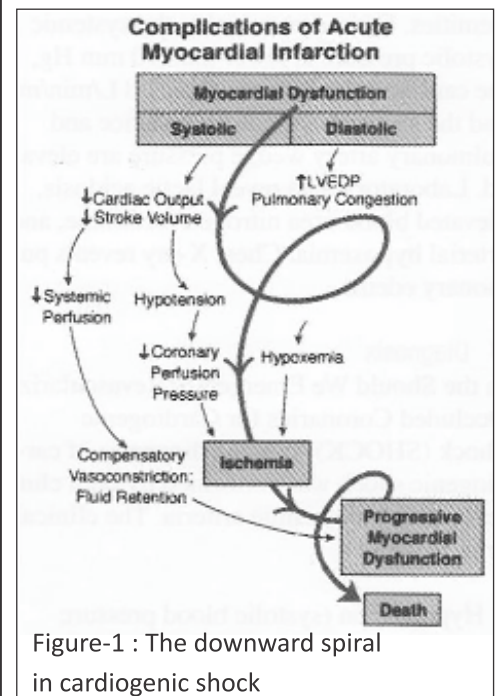 Complications of Acute
Myocardial Infarction
Myocardial Dysfunction
Systolic
Diastolic
↓Cardiac Output
↓Stroke Volume
↑LVEDP
Pulmonary Congestion
↓Systemic
Perfusion
Hypotension
↓Coronary
Perfusion
Pressure
Hypoxemia
Compensatory
Vasoconstriction:
Fluid Retention
Ischemia
Progressive
Myocardial
Dysfunction
Death
Figure-1 : The downward spiral
in cardiogenic shock